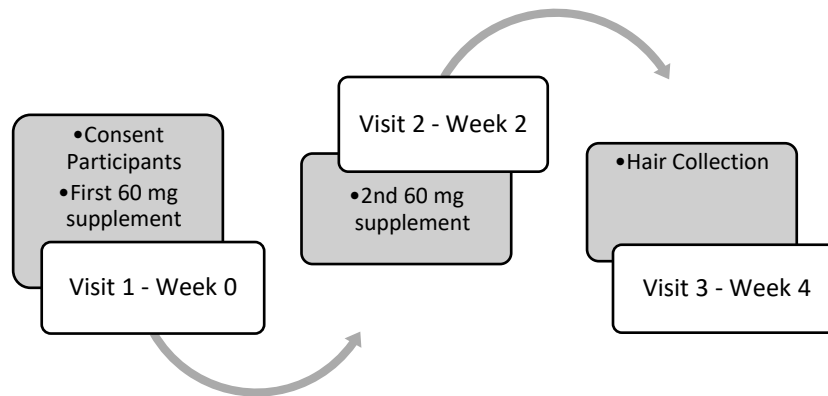 •Consent
Participants
•First 60 mg
supplement
Visit 1 - Week 0
Visit 2 - Week 2
•2nd 60 mg
supplement
•Hair Collection
Visit 3 - Week 4